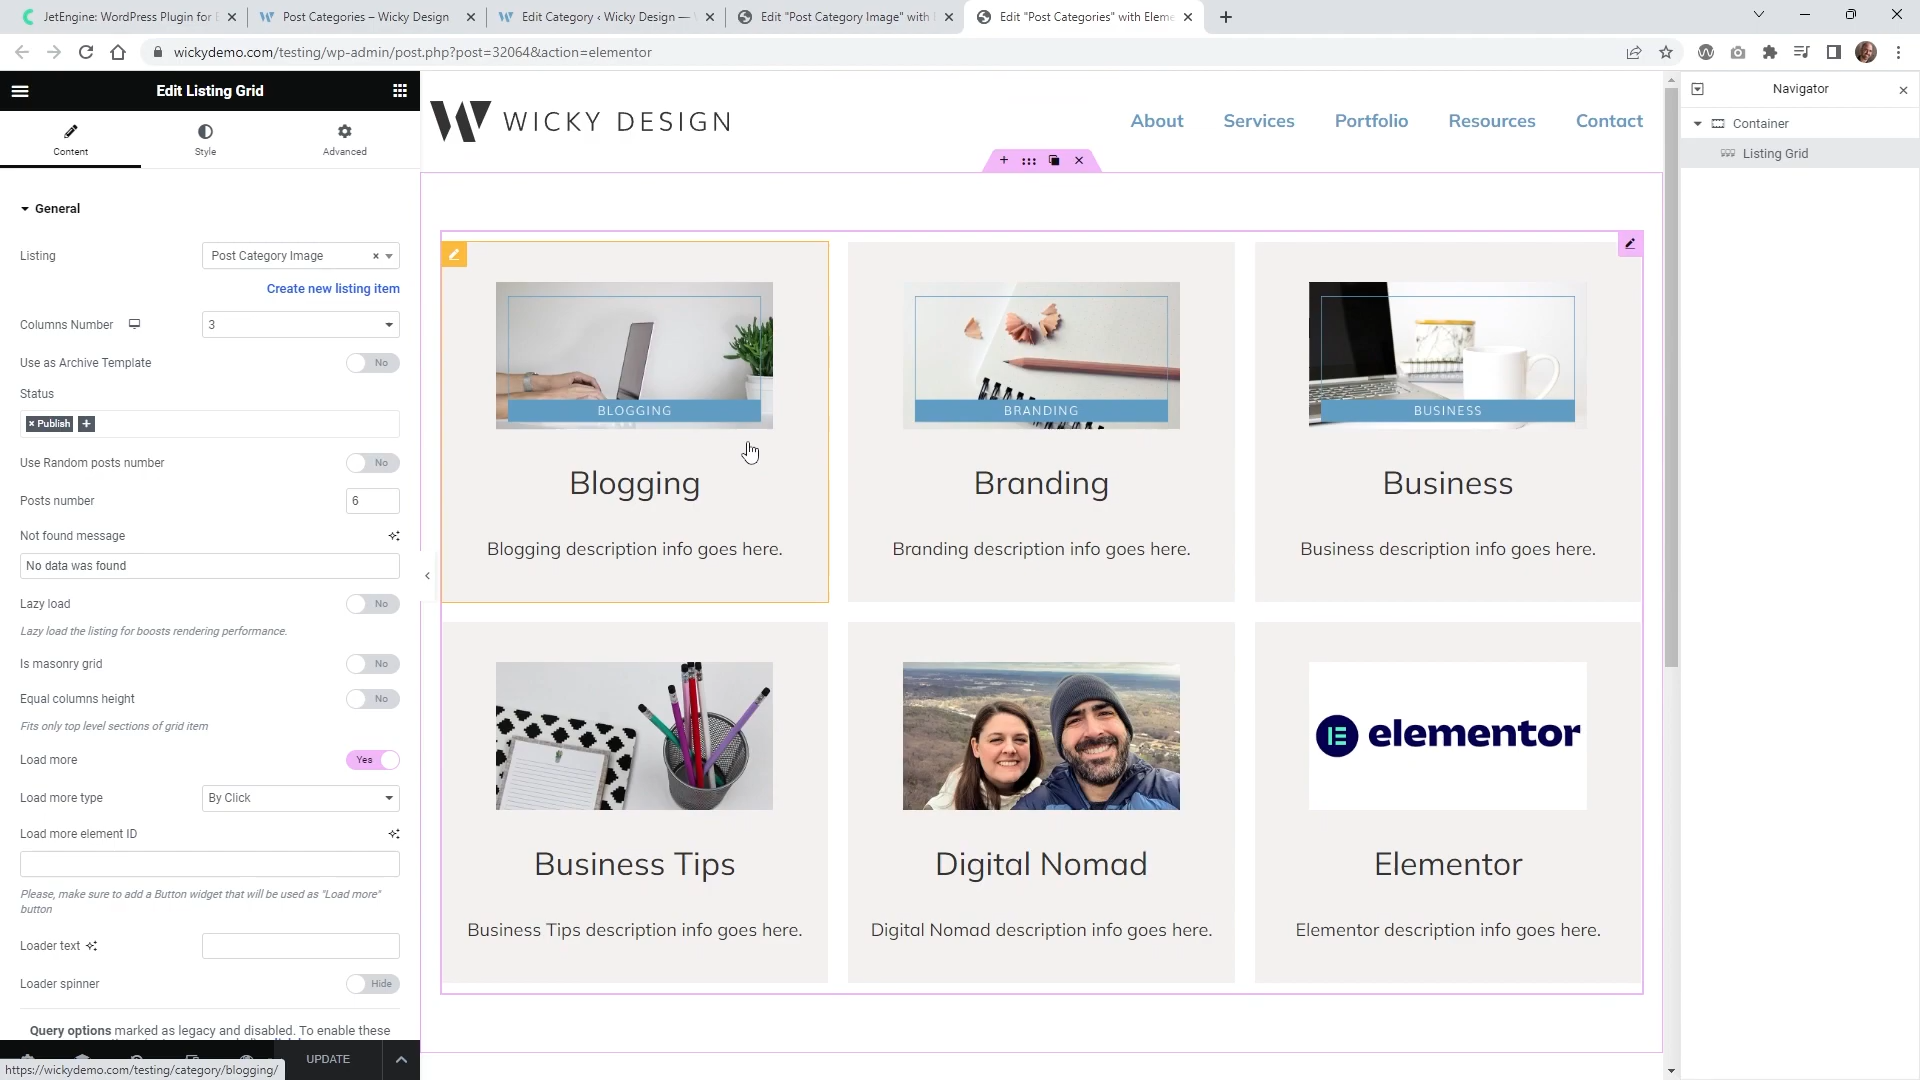 JetEngine: WordPress Plugin for E
Post Categories – Wicky Design
Edit Category ‹ Wicky Design —
Edit "Post Category Image" with
Edit "Post Categories" with Eleme
wickydemo.com/testing/wp-admin/post.php?post=32064&action=elementor
Edit Listing Grid
Content
Style
Advanced
General
Listing
Post Category Image
Create new listing item
Columns Number
3
Use as Archive Template
No
Status
× Publish
+
Use Random posts number
No
Posts number
6
Not found message
No data was found
Lazy load
No
Lazy load the listing for boosts rendering performance.
Is masonry grid
No
Equal columns height
No
Fits only top level sections of grid item
Load more
Yes
Load more type
By Click
Load more element ID
Please, make sure to add a Button widget that will be used as "Load more"
button
Loader text
Loader spinner
Hide
Query options marked as legacy and disabled. To enable these
UPDATE
https://wickydemo.com/testing/category/blogging/
W WICKY DESIGN
About
Services
Portfolio
Resources
Contact
BLOGGING
BRANDING
BUSINESS
Blogging
Branding
Business
Blogging description info goes here.
Branding description info goes here.
Business description info goes here.
elementor
Business Tips
Digital Nomad
Elementor
Business Tips description info goes here.
Digital Nomad description info goes here.
Elementor description info goes here.
Navigator
Container
Listing Grid